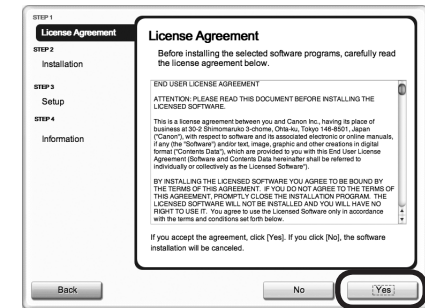 STEP 1
License Agreement
STEP 2
Installation
STEP 3
Setup
STEP 4
Information
License Agreement
Before installing the selected software programs, carefully read
the license agreement below.
END USER LICENSE AGREEMENT
ATTENTION: PLEASE READ THIS DOCUMENT BEFORE INSTALLING THE
LICENSED SOFTWARE.
This is a license agreement between you and Canon Inc., having its place of
business at 30-2 Shimomaruko 3-chome, Ohta-ku, Tokyo 146-8501, Japan
("Canon"), with respect to software and its associated electronic or online manuals,
if any (the "Software") and/or text, image, graphic and other creations in digital
format ("Contents Data"), which are provided to you with this End User License
Agreement (Software and Contents Data hereinafter shall be referred to
individually or collectively as the Licensed Software").
BY INSTALLING THE LICENSED SOFTWARE YOU AGREE TO BE BOUND BY
THE TERMS OF THIS AGREEMENT. IF YOU DO NOT AGREE TO THE TERMS OF
THIS AGREEMENT, PROMPTLY CLOSE THE INSTALLATION PROGRAM. THE
LICENSED SOFTWARE WILL NOT BE INSTALLED AND YOU WILL HAVE NO
RIGHT TO USE IT. You agree to use the Licensed Software only in accordance
with the terms and conditions set forth below.
If you accept the agreement, click [Yes]. If you click [No], the software
installation will be canceled.
Back
No
Yes